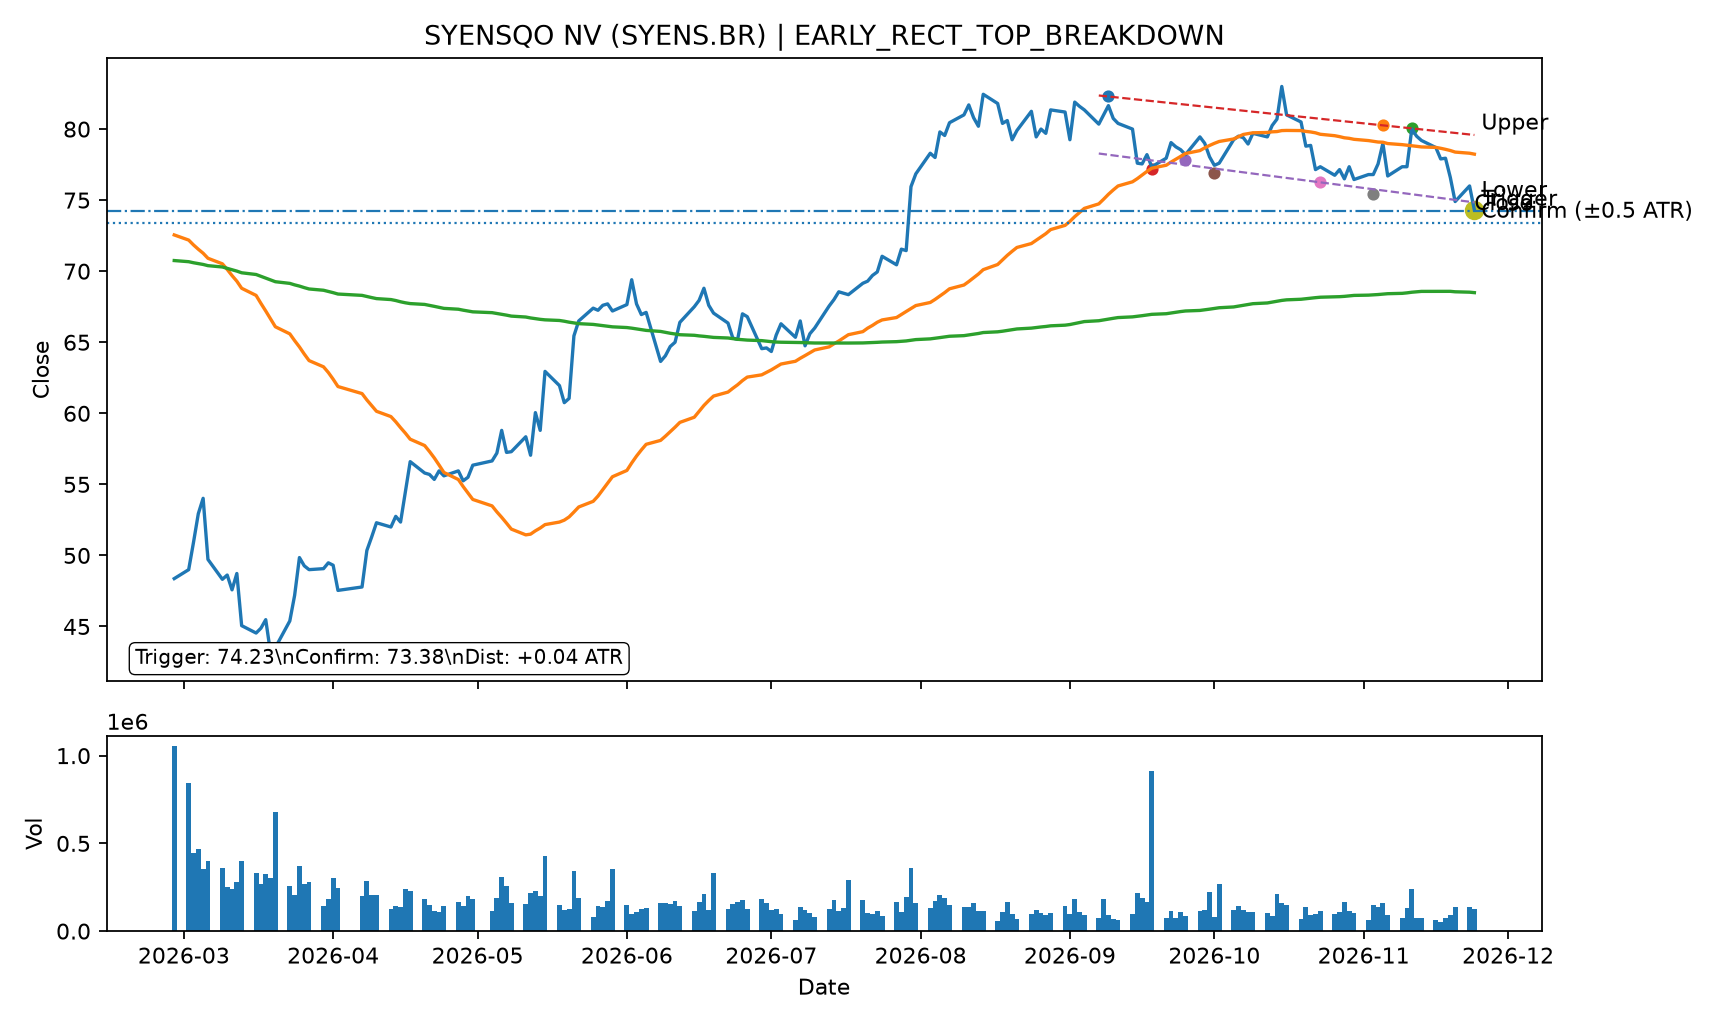 SYENSQO NV (SYENS.BR) | EARLY_RECT_TOP_BREAKDOWN
Close
80
75
70
65
60
55
50
45
Upper
Lower
Trigger
Confirm (±0.5 ATR)
Trigger: 74.23\nConfirm: 73.38\nDist: +0.04 ATR
1e6
Vol
1.0
0.5
0.0
2026-03
2026-04
2026-05
2026-06
2026-07
2026-08
2026-09
2026-10
2026-11
2026-12
Date